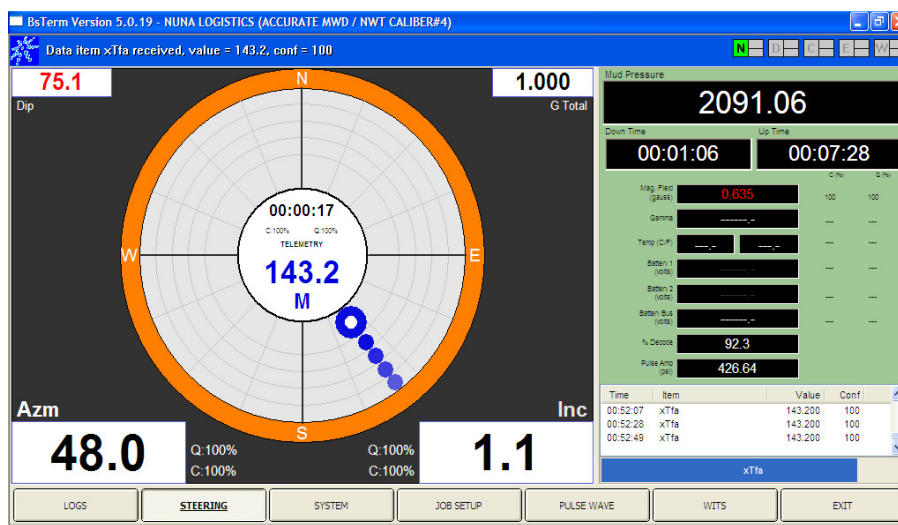 BsTerm Version 5.0.19 - NUNA LOGISTICS (ACCURATE MWD / NWT CALIBER#4)
Data item xTfa received, value = 143.2, conf = 100
N D C E W
75.1
Dip
1.000
G Total
N
W
E
S
00:00:17
C:100% Q:100%
TELEMETRY
143.2
M
Azm
48.0
Q:100%
C:100%
Q:100%
C:100%
Inc
1.1
Mud Pressure
2091.06
Down Time Up Time
00:01:06 00:07:28
C (%) Q (%)
Mag. Field (gauss) 0.635 100 100
Gamma -----.- --- ---
Temp (C/F) ---.- ---.- --- ---
Battery 1 (volts) -----.- --- ---
Battery 2 (volts) -----.- --- ---
Battery Bus (volts) -----.- --- ---
% Decode 92.3
Pulse Amp (psi) 426.64
Time Item Value Conf
00:52:07 xTfa 143.200 100
00:52:28 xTfa 143.200 100
00:52:49 xTfa 143.200 100
xTfa
LOGS STEERING SYSTEM JOB SETUP PULSE WAVE WITS EXIT